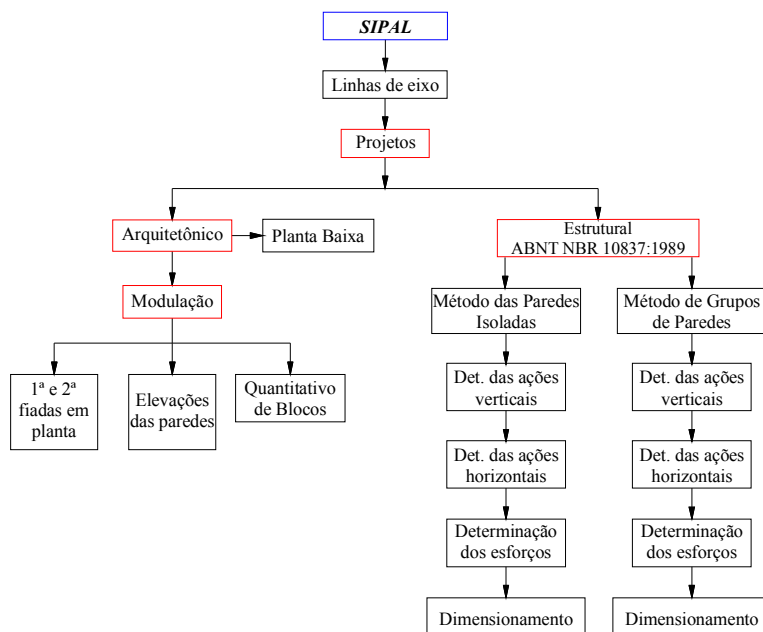 SIPAL
Linhas de eixo
Projetos
Arquitetônico
Planta Baixa
Estrutural
ABNT NBR 10837:1989
Modulação
Método das Paredes
Isoladas
Método de Grupos
de Paredes
1ª e 2ª
fiadas em
planta
Elevações
das paredes
Quantitativo
de Blocos
Det. das ações
verticais
Det. das ações
verticais
Det. das ações
horizontais
Det. das ações
horizontais
Determinação
dos esforços
Determinação
dos esforços
Dimensionamento
Dimensionamento